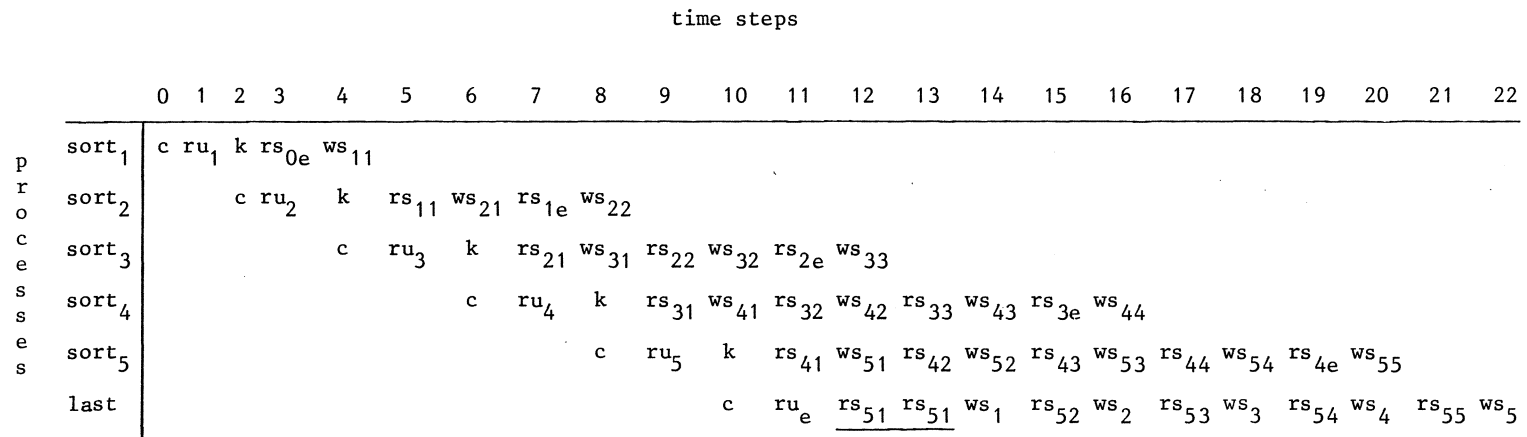 time steps
0 1 2 3 4 5 6 7 8 9 10 11 12 13 14 15 16 17 18 19 20 21 22
processes
sort₁ c ru₁ k rs₀ₑ ws₁₁
sort₂ c ru₂ k rs₁₁ ws₂₁ rs₁ₑ ws₂₂
sort₃ c ru₃ k rs₂₁ ws₃₁ rs₂₂ ws₃₂ rs₂ₑ ws₃₃
sort₄ c ru₄ k rs₃₁ ws₄₁ rs₃₂ ws₄₂ rs₃₃ ws₄₃ rs₃ₑ ws₄₄
sort₅ c ru₅ k rs₄₁ ws₅₁ rs₄₂ ws₅₂ rs₄₃ ws₅₃ rs₄₄ ws₅₄ rs₄ₑ ws₅₅
last c ruₑ rs₅₁ rs₅₁ ws₁ rs₅₂ ws₂ rs₅₃ ws₃ rs₅₄ ws₄ rs₅₅ ws₅